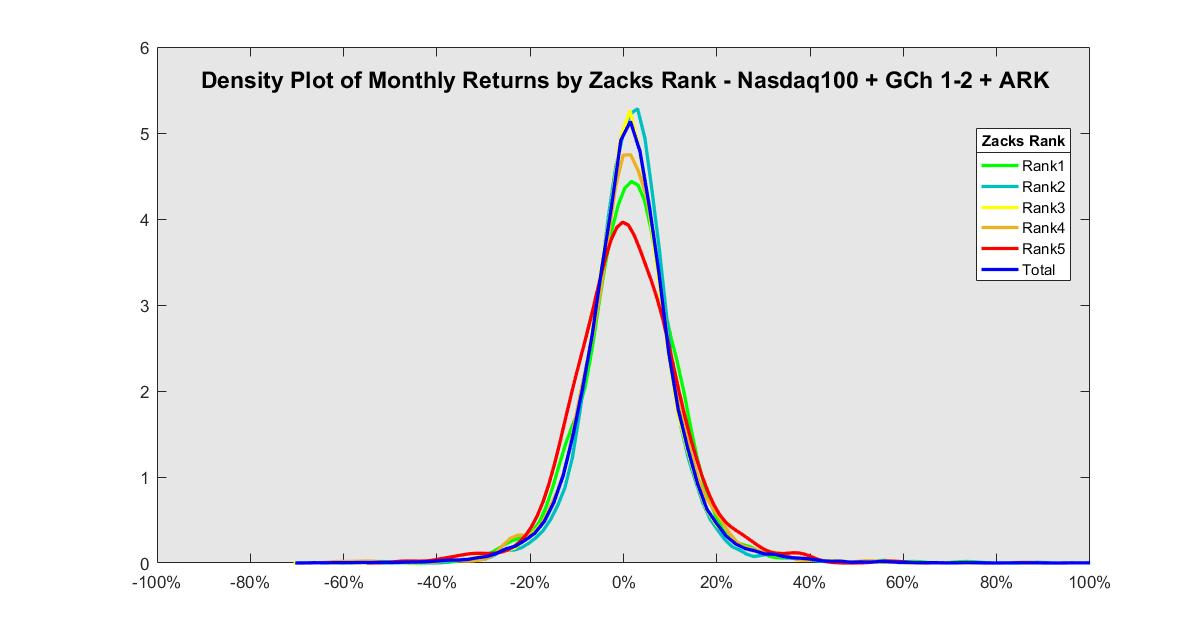 Density Plot of Monthly Returns by Zacks Rank - Nasdaq100 + GCh 1-2 + ARK
Zacks Rank
Rank1
Rank2
Rank3
Rank4
Rank5
Total
6
5
4
3
2
1
0
-100% -80% -60% -40% -20% 0% 20% 40% 60% 80% 100%